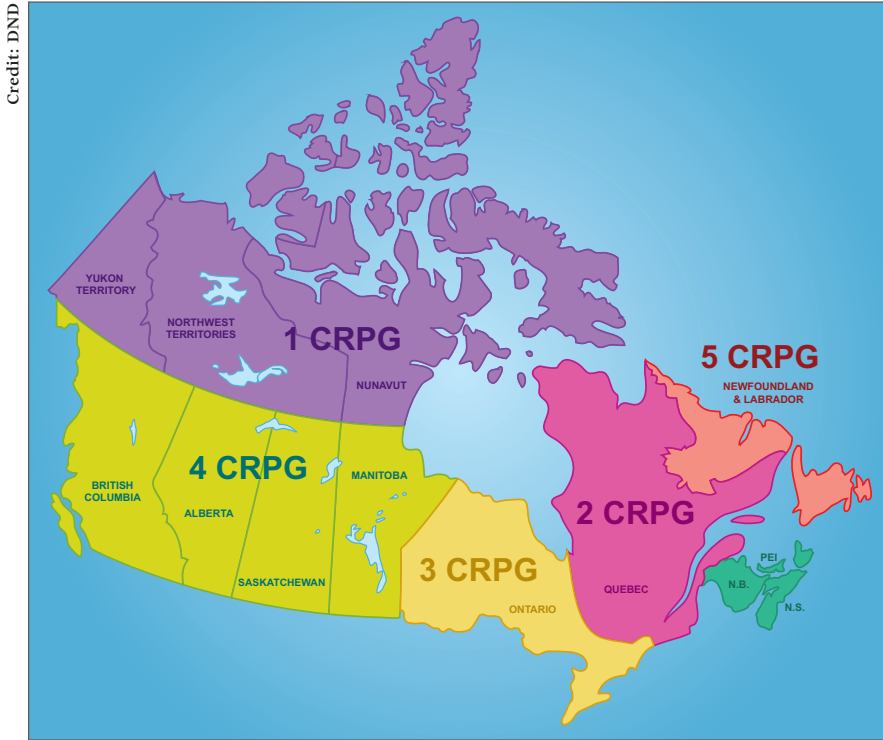 Credit: DND
YUKON
TERRITORY
NORTHWEST
TERRITORIES
1 CRPG
NUNAVUT
5 CRPG
NEWFOUNDLAND
& LABRADOR
4 CRPG
MANITOBA
BRITISH
COLUMBIA
ALBERTA
SASKATCHEWAN
2 CRPG
QUEBEC
3 CRPG
ONTARIO
PEI
N.B.
N.S.